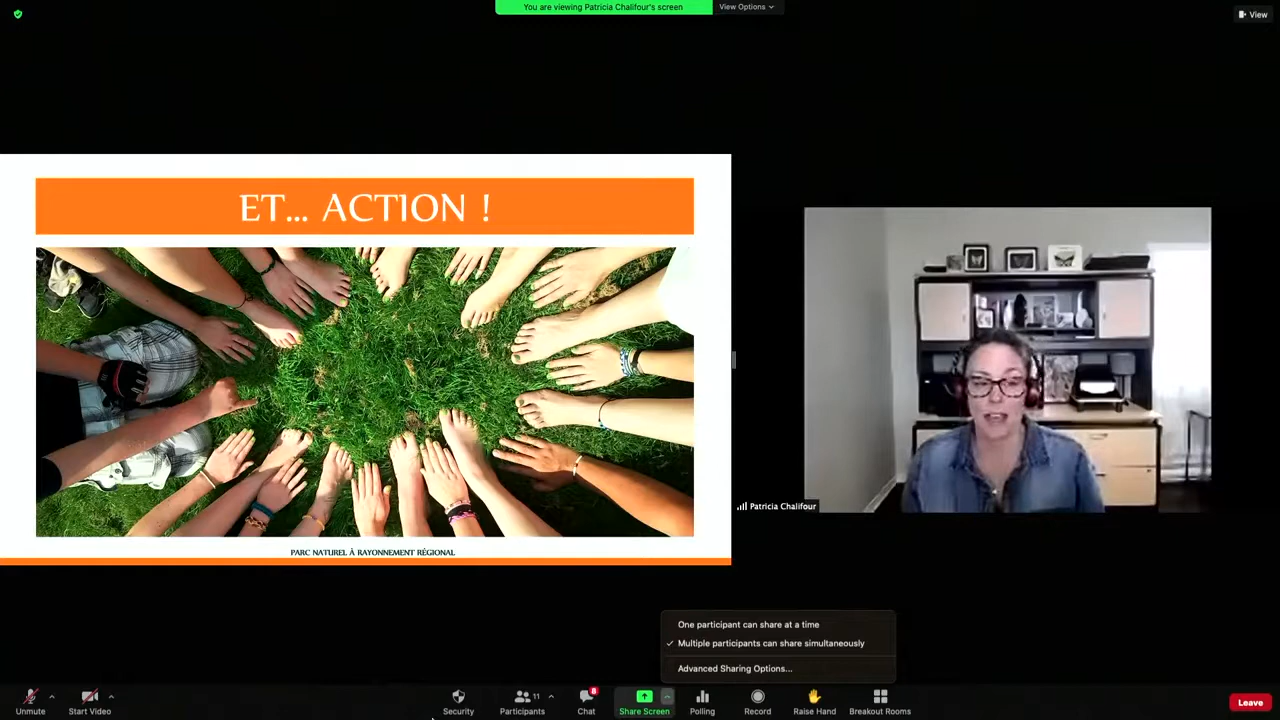 You are viewing Patricia Chalifour's screen
View Options
View
ET... ACTION !
PARC NATUREL À RAYONNEMENT RÉGIONAL
Patricia Chalifour
One participant can share at a time
✓ Multiple participants can share simultaneously
Advanced Sharing Options...
Unmute
Start Video
Security
Participants
11
Chat
8
Share Screen
Polling
Record
Raise Hand
Breakout Rooms
Leave